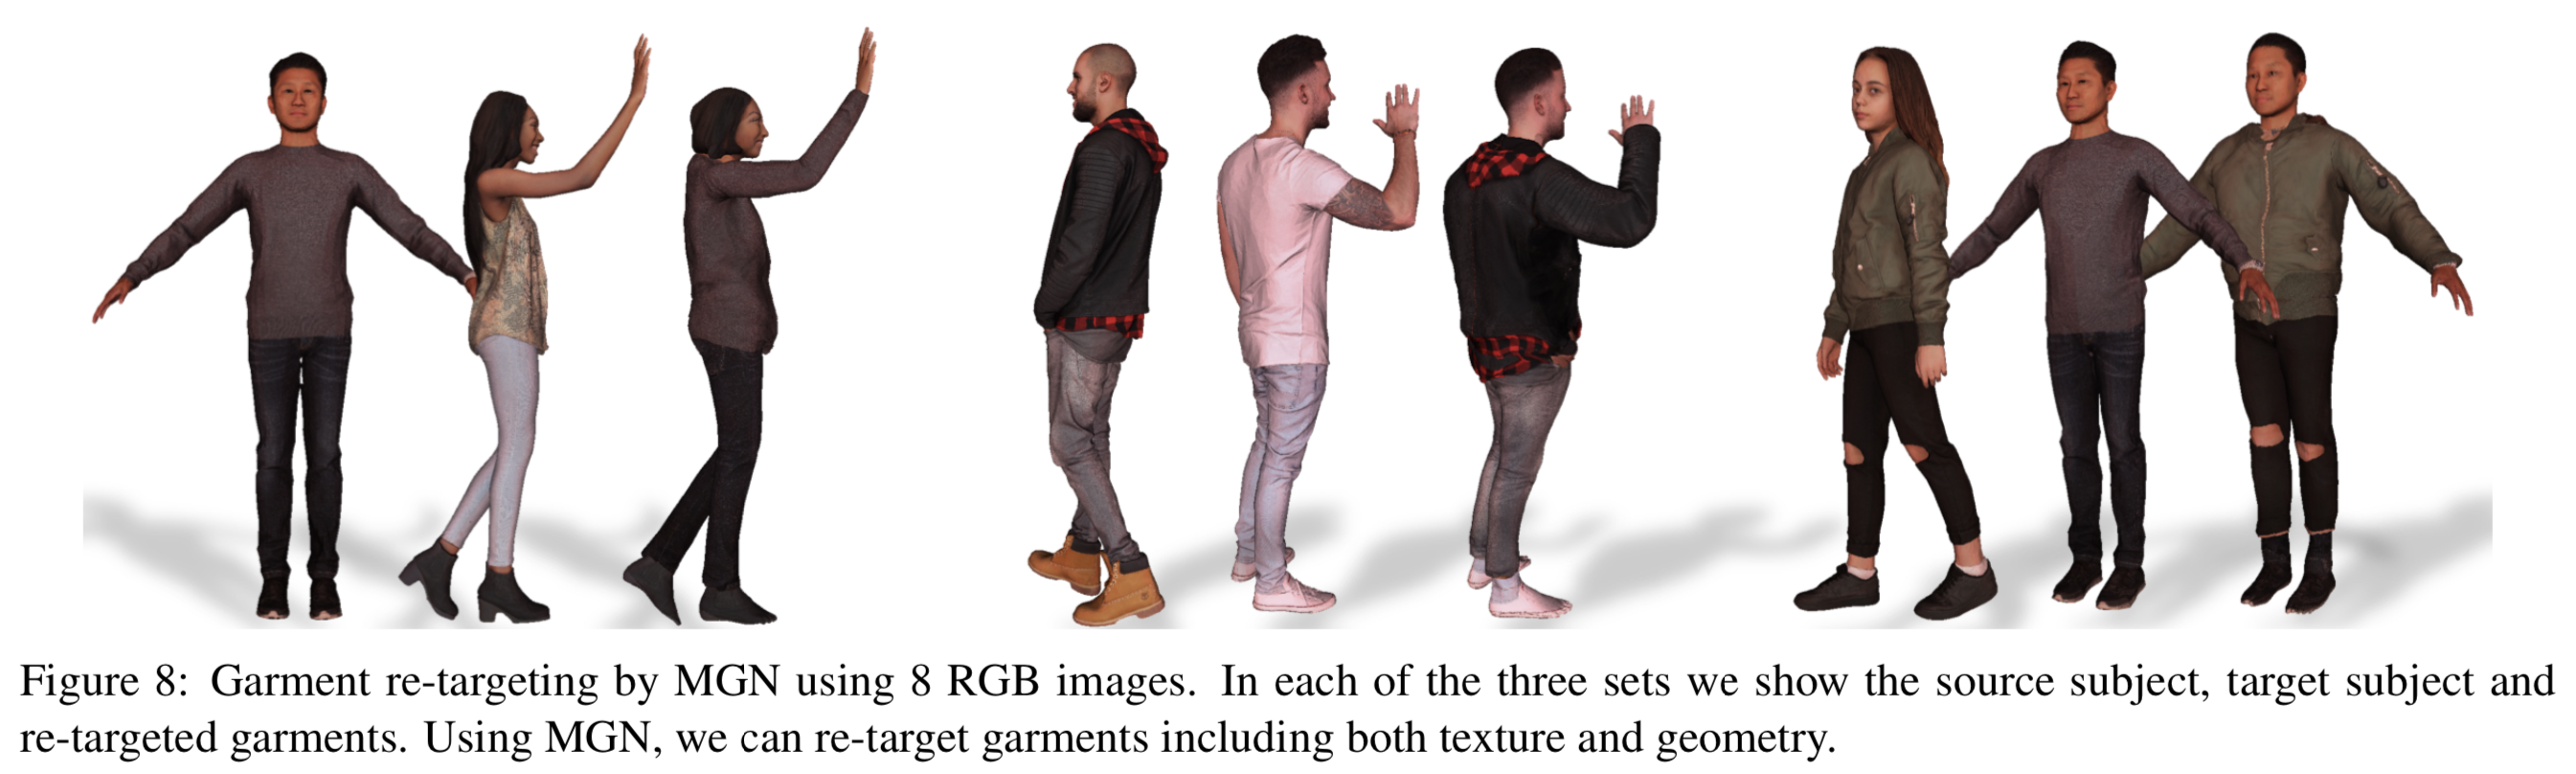 Figure 8: Garment re-targeting by MGN using 8 RGB images. In each of the three sets we show the source subject, target subject and
re-targeted garments. Using MGN, we can re-target garments including both texture and geometry.